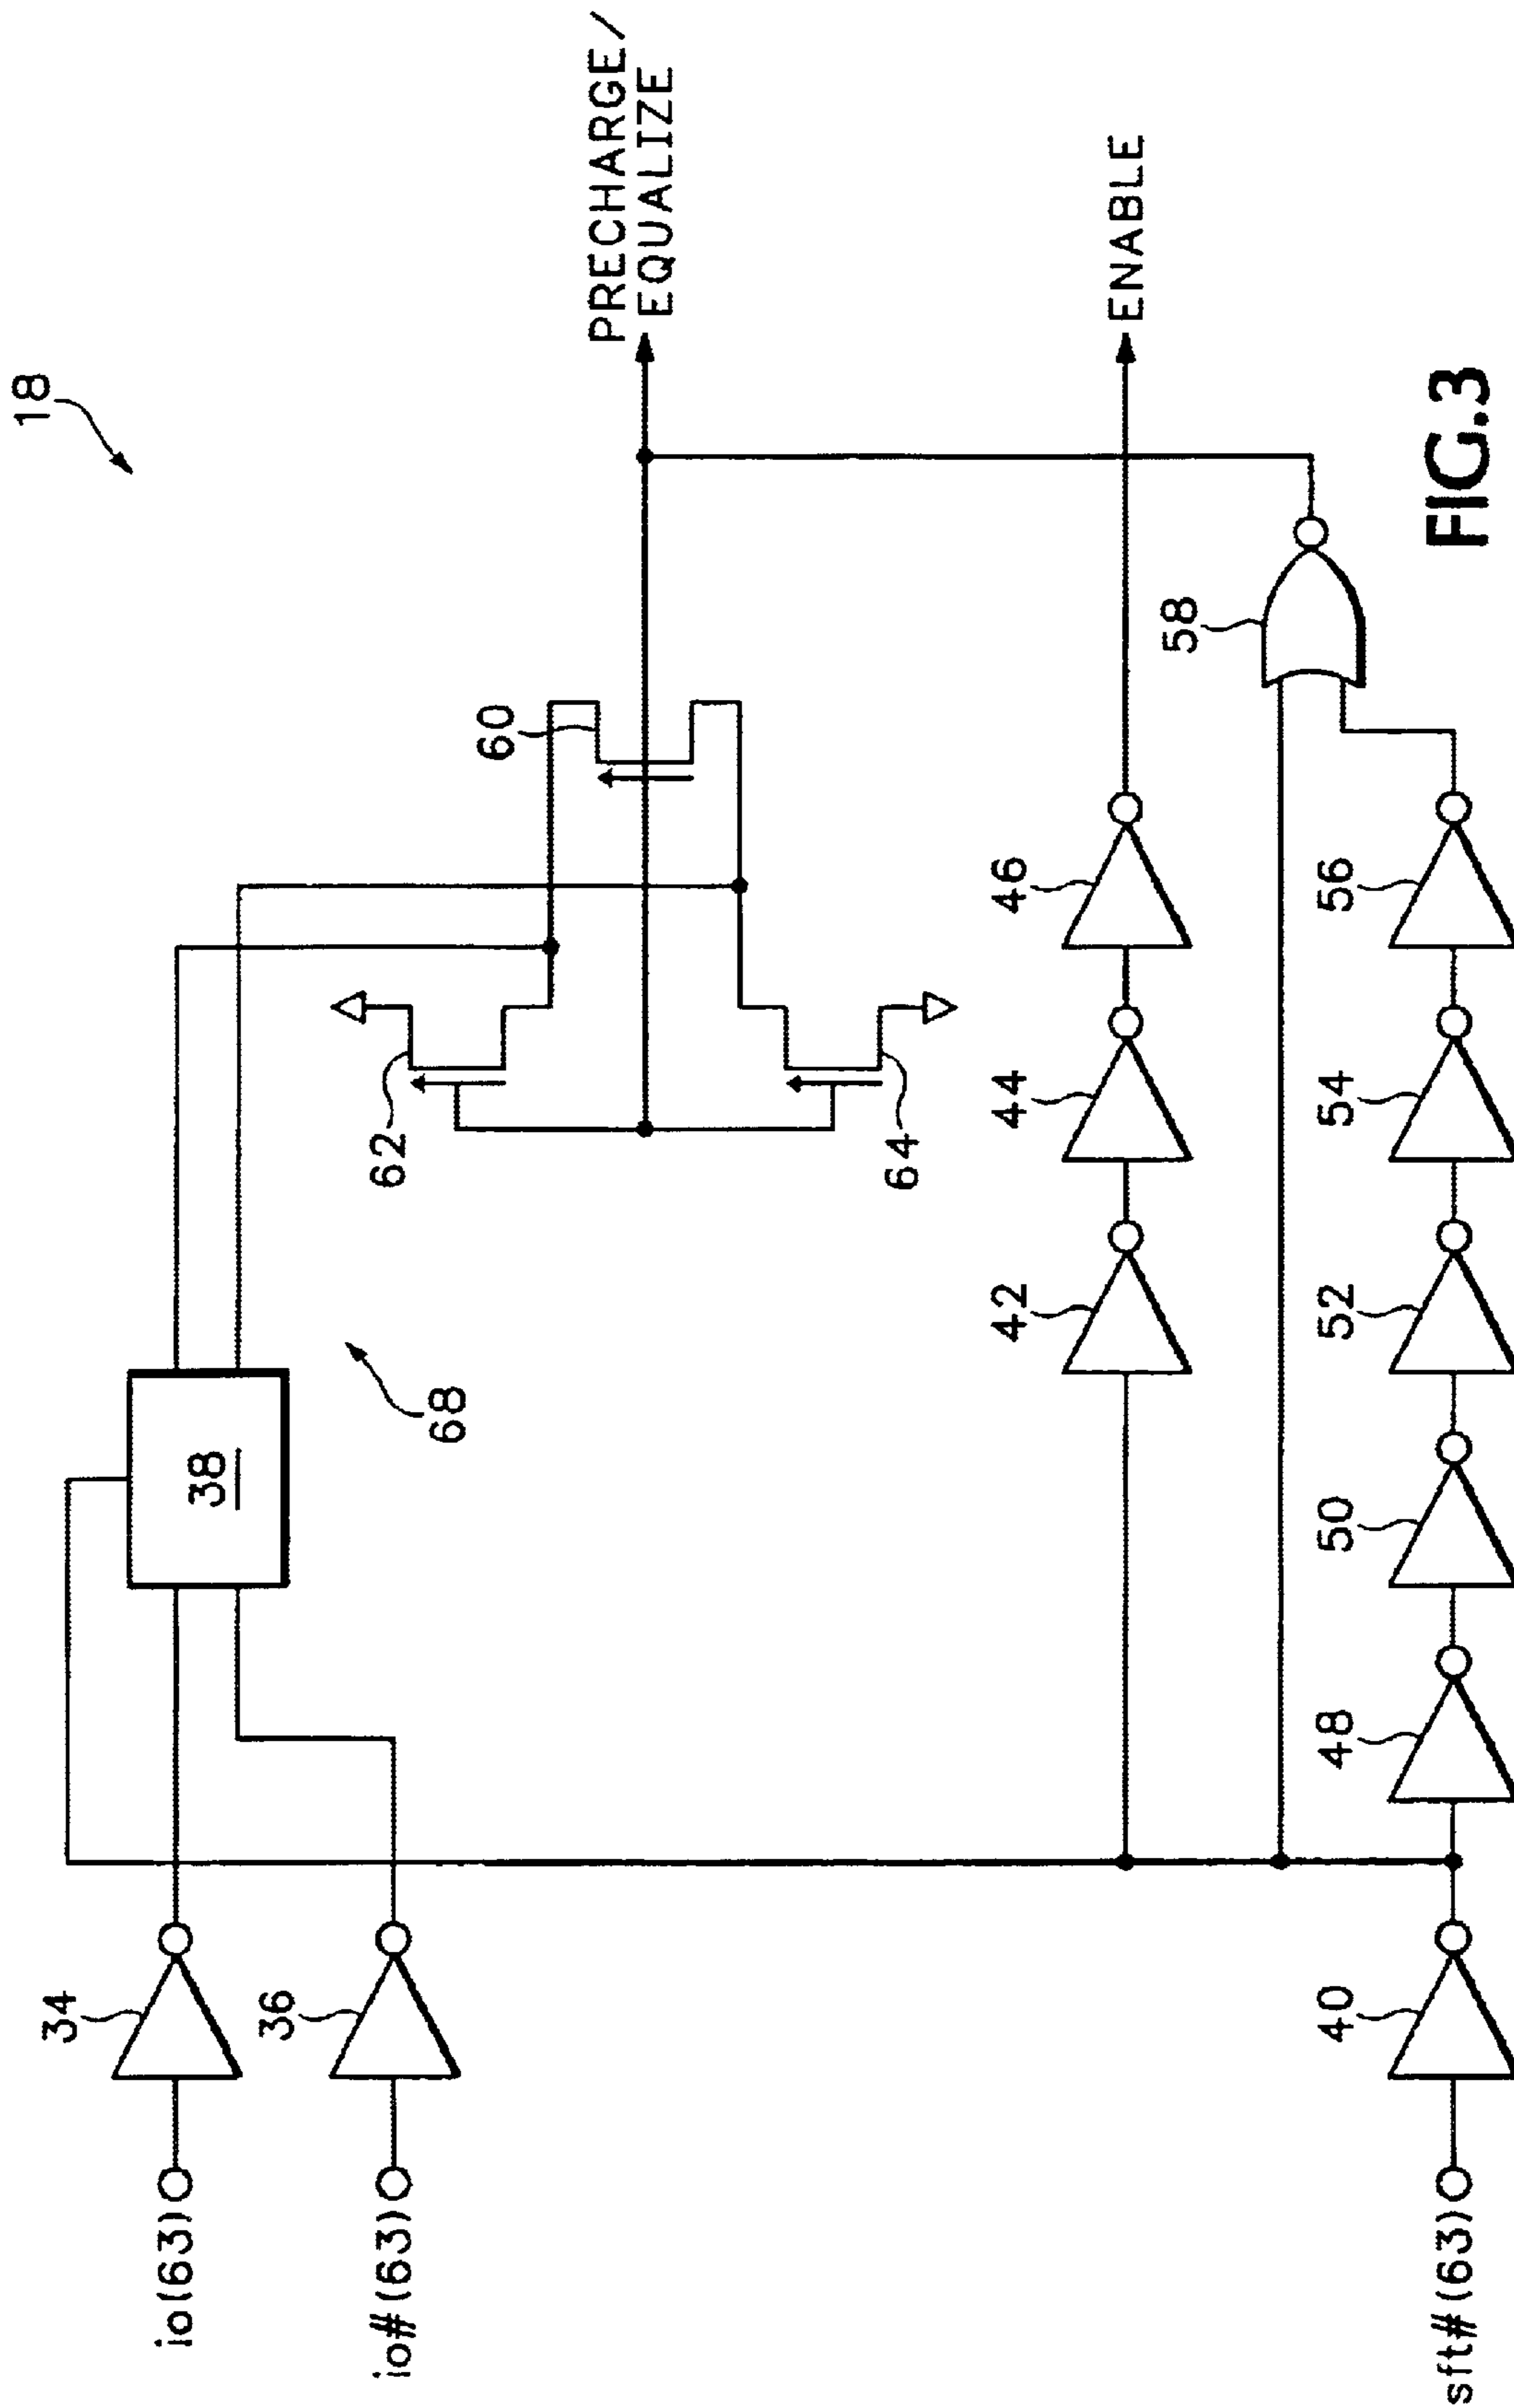 18
34
io(63)
38
36
io#(63)
68
62
60
PRECHARGE/
EQUALIZE
64
42
44
46
ENABLE
58
40
sft#(63)
48
50
52
54
56
FIG.3